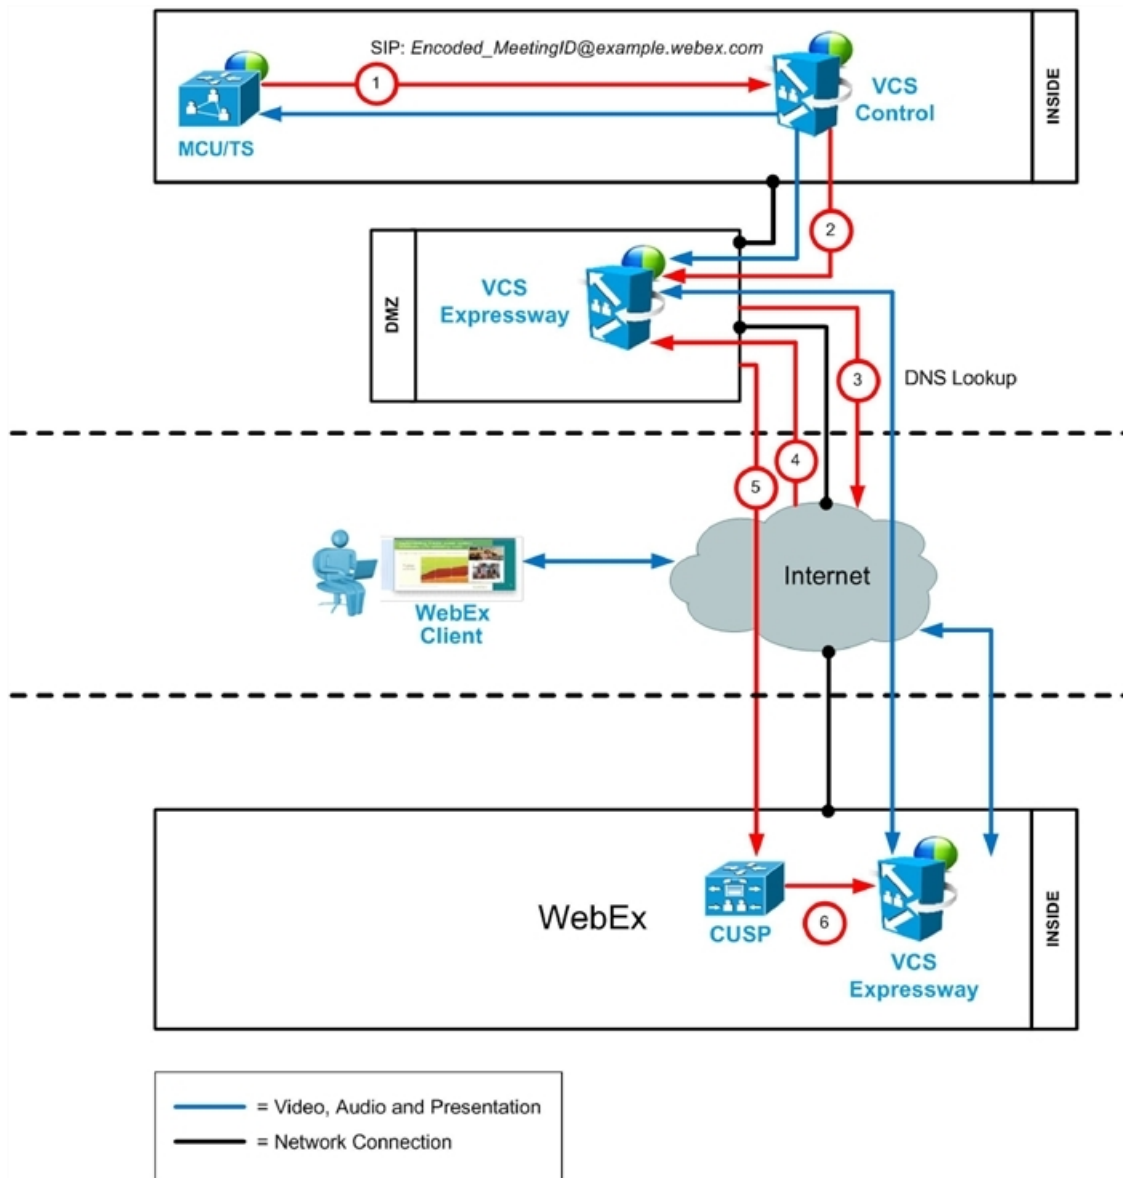 SIP: Encoded_MeetingID@example.webex.com
1
MCU/TS
VCS
Control
INSIDE
2
DMZ
VCS
Expressway
3
DNS Lookup
4
5
Internet
WebEx
Client
WebEx
CUSP
6
VCS
Expressway
INSIDE
= Video, Audio and Presentation
= Network Connection